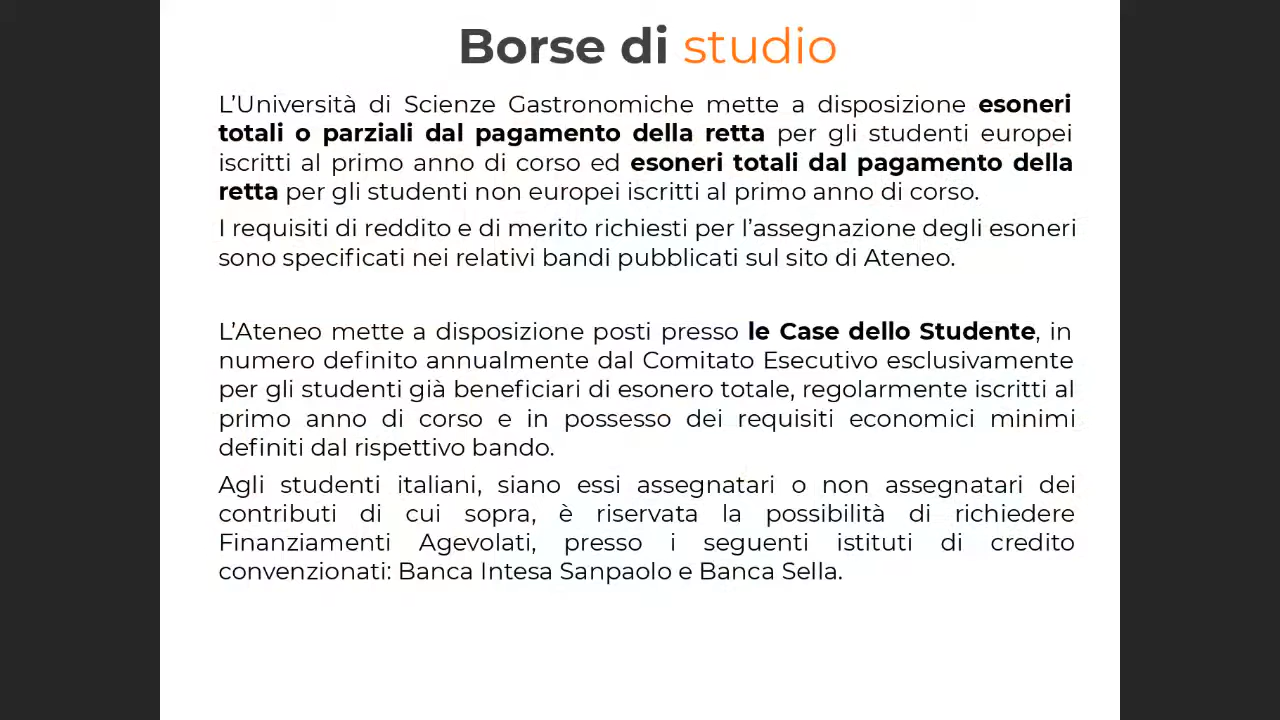 Borse di studio
L’Università di Scienze Gastronomiche mette a disposizione esoneri
totali o parziali dal pagamento della retta per gli studenti europei
iscritti al primo anno di corso ed esoneri totali dal pagamento della
retta per gli studenti non europei iscritti al primo anno di corso.
I requisiti di reddito e di merito richiesti per l’assegnazione degli esoneri
sono specificati nei relativi bandi pubblicati sul sito di Ateneo.
L’Ateneo mette a disposizione posti presso le Case dello Studente, in
numero definito annualmente dal Comitato Esecutivo esclusivamente
per gli studenti già beneficiari di esonero totale, regolarmente iscritti al
primo anno di corso e in possesso dei requisiti economici minimi
definiti dal rispettivo bando.
Agli studenti italiani, siano essi assegnatari o non assegnatari dei
contributi di cui sopra, è riservata la possibilità di richiedere
Finanziamenti Agevolati, presso i seguenti istituti di credito
convenzionati: Banca Intesa Sanpaolo e Banca Sella.